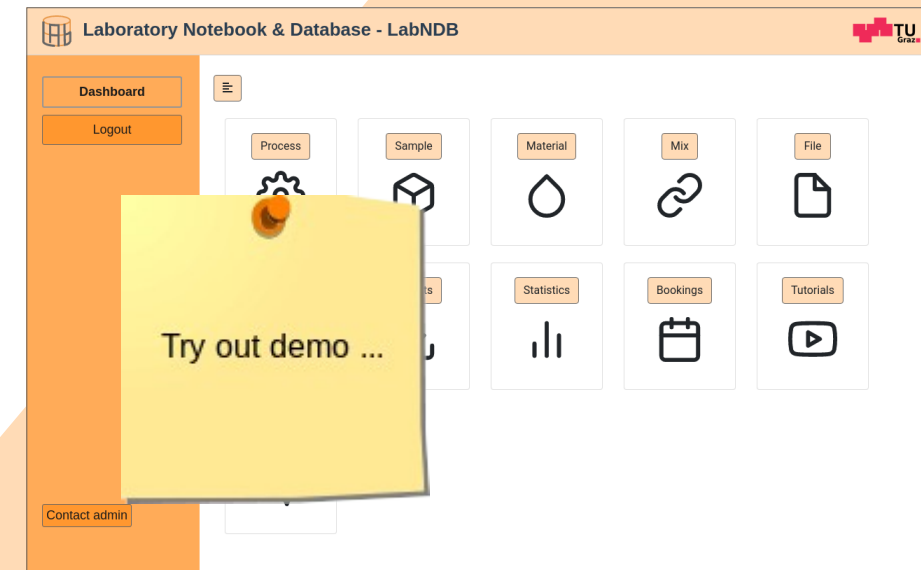 Laboratory Notebook & Database - LabNDB
TU
Graz
Dashboard
Logout
Process
Sample
Material
Mix
File
Statistics
Bookings
Tutorials
Try out demo ...
Contact admin